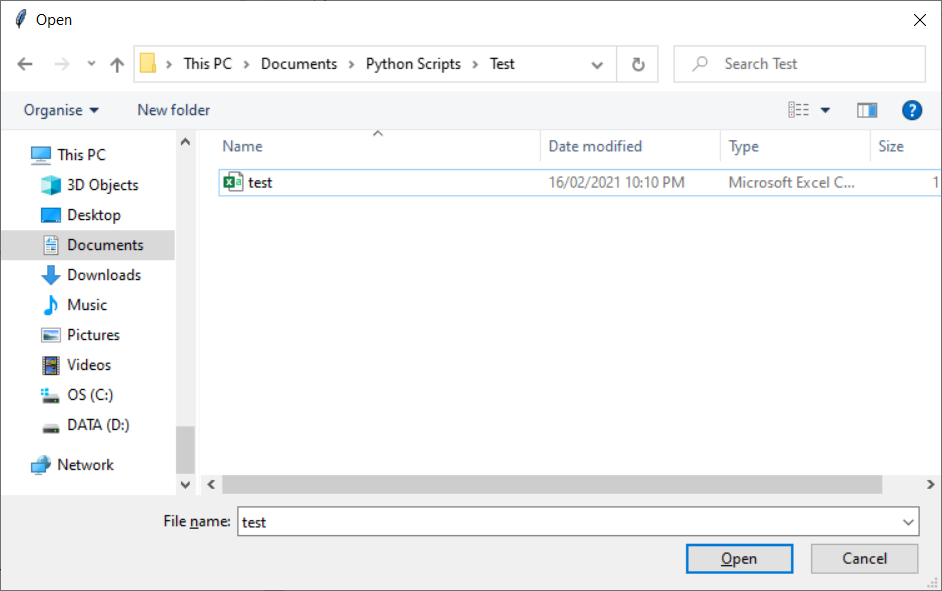 Open
This PC > Documents > Python Scripts > Test
Search Test
Organise
New folder
?
Name
Date modified
Type
Size
test
16/02/2021 10:10 PM
Microsoft Excel C...
1
This PC
3D Objects
Desktop
Documents
Downloads
Music
Pictures
Videos
OS (C:)
DATA (D:)
Network
File name: test
Open
Cancel